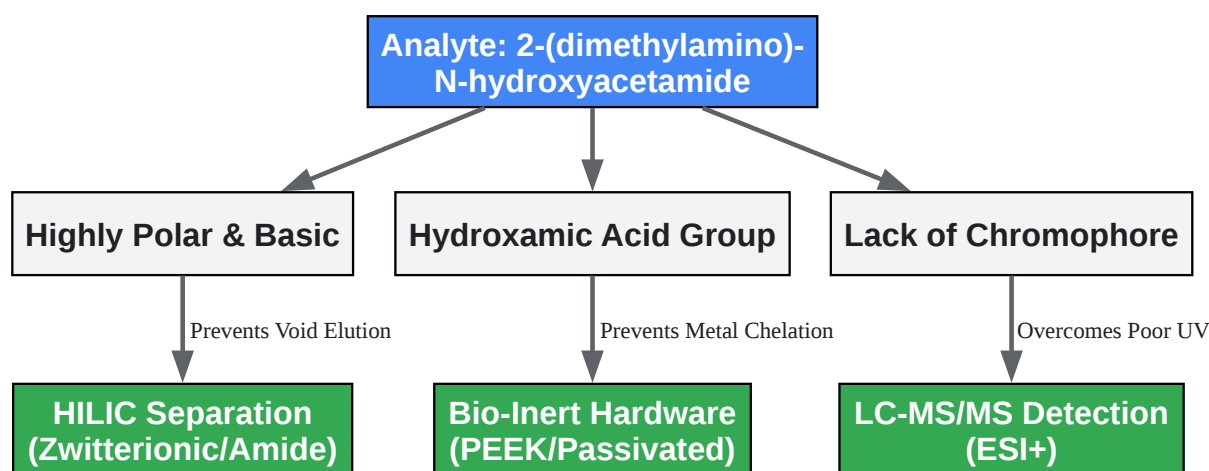 Analyte: 2-(dimethylamino)-
N-hydroxyacetamide
Highly Polar & Basic
Hydroxamic Acid Group
Lack of Chromophore
Prevents Void Elution
Prevents Metal Chelation
Overcomes Poor UV
HILIC Separation
(Zwitterionic/Amide)
Bio-Inert Hardware
(PEEK/Passivated)
LC-MS/MS Detection
(ESI+)